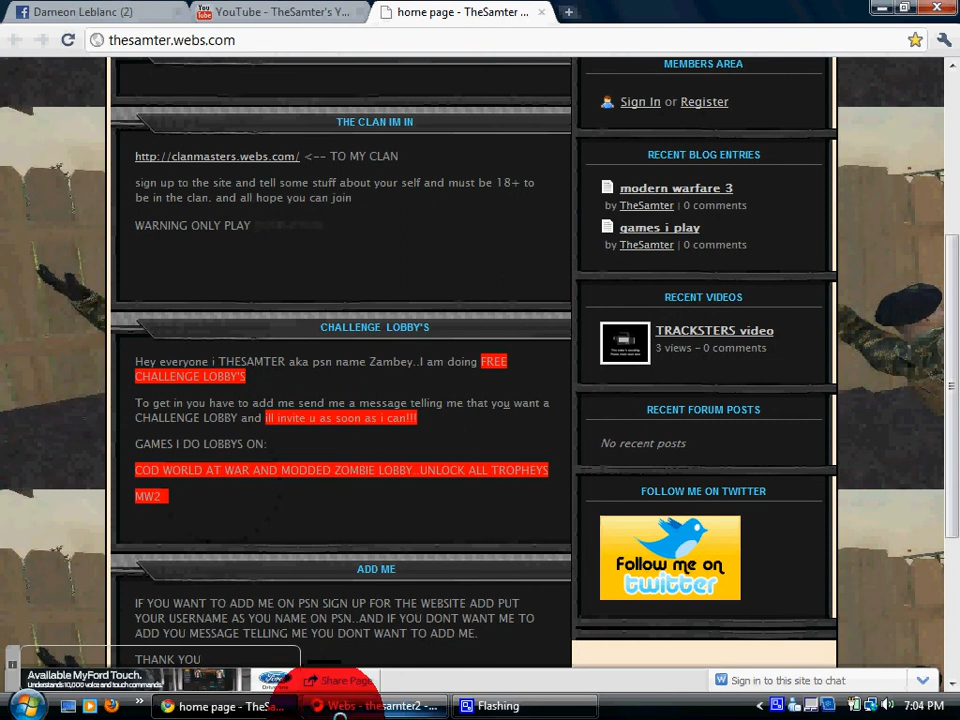 Dameon Leblanc (2)
YouTube - TheSamter's Y...
home page - TheSamter ...
thesamter.webs.com
MEMBERS AREA
Sign In or Register
THE CLAN IM IN
http://clanmasters.webs.com/ <-- TO MY CLAN
sign up to the site and tell some stuff about your self and must be 18+ to
be in the clan. and all hope you can join
WARNING ONLY PLAY
RECENT BLOG ENTRIES
modern warfare 3
by TheSamter | 0 comments
games i play
by TheSamter | 0 comments
RECENT VIDEOS
TRACKSTERS video
8 views - 0 comments
CHALLENGE LOBBY'S
Hey everyone i THESAMTER aka psn name Zambey..I am doing FREE
CHALLENGE LOBBY'S
To get in you have to add me send me a message telling me that you want a
CHALLENGE LOBBY and ill invite u as soon as i can!!!
GAMES I DO LOBBYS ON:
COD WORLD AT WAR AND MODDED ZOMBIE LOBBY..UNLOCK ALL TROPHEYS
MW2
RECENT FORUM POSTS
No recent posts
FOLLOW ME ON TWITTER
Follow me on
twitter
ADD ME
IF YOU WANT TO ADD ME ON PSN SIGN UP FOR THE WEBSITE ADD PUT
YOUR USERNAME AS YOU NAME ON PSN..AND IF YOU DONT WANT ME TO
ADD YOU MESSAGE TELLING ME YOU DONT WANT TO ADD ME.
THANK YOU
Available MyFord Touch.
Understands 10,000 voice and touch commands.
Ford
Share Page
Sign in to this site to chat
home page - TheSa...
Webs - thesamter2 -...
Flashing
7:04 PM